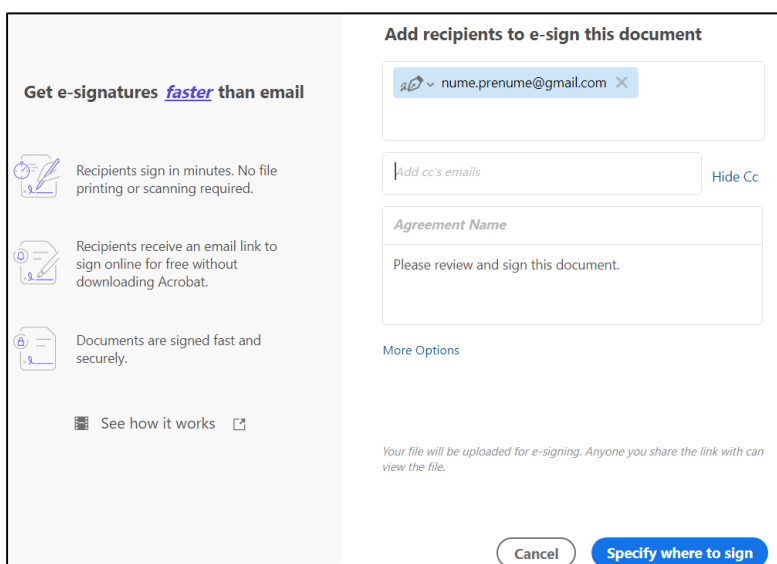 Get e-signatures faster than email
Recipients sign in minutes. No file
printing or scanning required.
Recipients receive an email link to
sign online for free without
downloading Acrobat.
Documents are signed fast and
securely.
See how it works
Add recipients to e-sign this document
nume.prenume@gmail.com
Add cc's emails
Hide Cc
Agreement Name
Please review and sign this document.
More Options
Your file will be uploaded for e-signing. Anyone you share the link with can
view the file.
Cancel
Specify where to sign